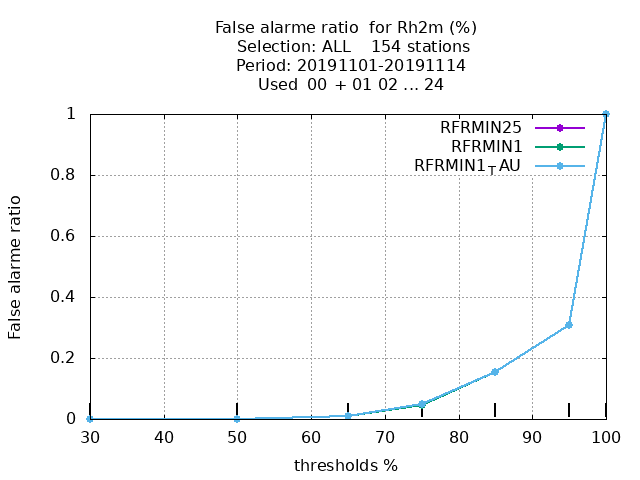 False alarme ratio  for Rh2m (%)
Selection: ALL    154 stations
Period: 20191101-20191114
Used  00 + 01 02 ... 24
1
0.8
0.6
0.4
0.2
0
False alarme ratio
RFRMIN25
RFRMIN1
RFRMIN1TAU
30 40 50 60 70 80 90 100
thresholds %